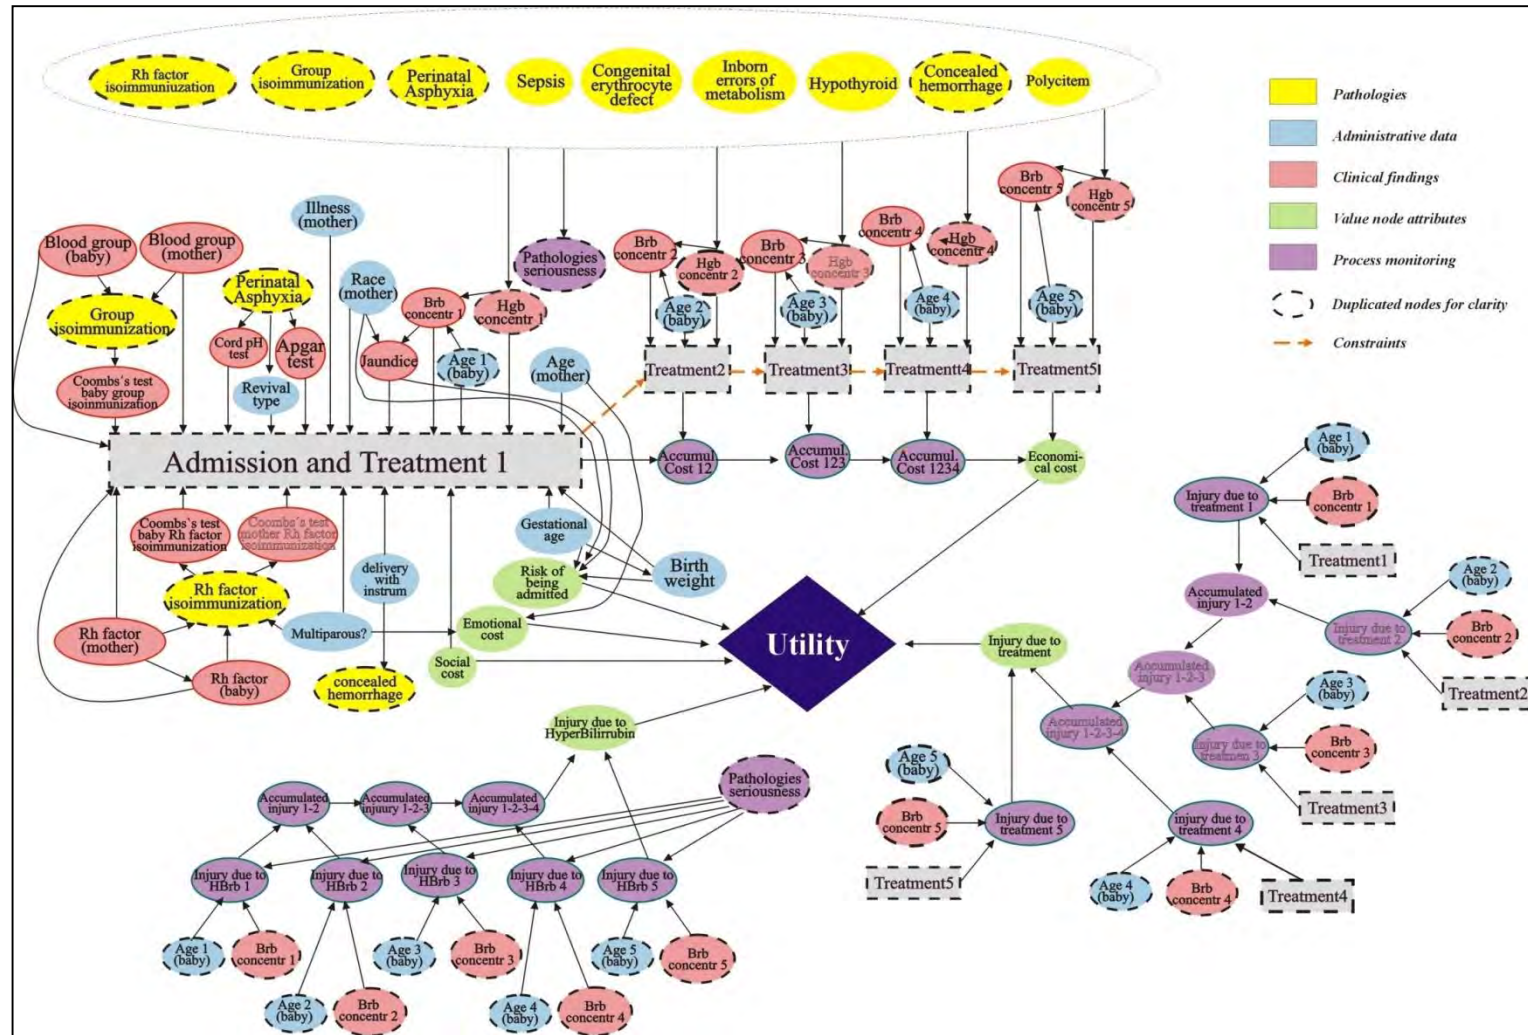 Rh factor
isoimmuniuzation
Group
isoimmunization
Perinatal
Asphyxia
Sepsis
Congenital
erythrocyte
defect
Inborn
errors of
metabolism
Hypothyroid
Concealed
hemorrhage
Polycitem
Pathologies
Administrative data
Clinical findings
Value node attributes
Process monitoring
Duplicated nodes for clarity
Constraints
Blood group
(baby)
Blood group
(mother)
Illness
(mother)
Group
isoimmunization
Coombs's test
baby group
isoinmunization
Perinatal
Asphyxia
Cord pH
test
Revival
type
Apgar
test
Race
(mother)
Brb
concentr 1
Hgb
concentr 1
Jaundice
Age 1
(baby)
Pathologies
seriousness
Age
(mother)
Brb
concentr 2
Hgb
concentr 2
Age 2
(baby)
Treatment2
Brb
concentr 3
Hgb
concentr 3
Age 3
(baby)
Treatment3
Brb
concentr 4
Hgb
concentr 4
Age 4
(baby)
Treatmentt4
Brb
concentr 5
Hgb
concentr 5
Age 5
(baby)
Treatment5
Admission and Treatment 1
Accumul.
Cost 12
Accumul.
Cost 123
Accumul.
Cost 1234
Economi-
cal cost
Coombs's test
baby Rh factor
isoimmunization
Coombs's test
mother Rh factor
isoimmunization
Rh factor
isoimmunization
Rh factor
(mother)
Rh factor
(baby)
Multiparous?
delivery
with
instrum
concealed
hemorrhage
Gestational
age
Birth
weight
Risk of
being
admitted
Emotional
cost
Social
cost
Utility
Injury due to
HyperBilirrubin
Injury due to
treatment
Age 1
(baby)
Injury due to
treatment 1
Brb
concentr 1
Treatment1
Accumulated
injury 1-2
Age 2
(baby)
Injury due to
treatment 2
Brb
concentr 2
Treatment2
Accumulated
injury 1-2-3
Age 3
(baby)
Injury due to
treatmen 3
Brb
concentr 3
Treatment3
Accumulated
injury 1-2-3-4
injury due to
treatment 4
Age 4
(baby)
Brb
concentr 4
Treatment4
Age 5
(baby)
Brb
concentr 5
Injury due to
treatment 5
Treatment5
Pathologies
seriousness
Accumulated
injury 1-2
Accumulated
injuury 1-2-3
Accumulated
injury 1-2-3-4
Injury due to
HBrb 1
Injury due to
HBrb 2
Injury due to
HBrb 3
Injury due to
HBrb 4
Injury due to
HBrb 5
Age 1
(baby)
Brb
concentr 1
Age 2
(baby)
Brb
concentr 2
Age 3
(baby)
Brb
concentr 3
Age 4
(baby)
Brb
concentr 4
Age 5
(baby)
Brb
concentr 5